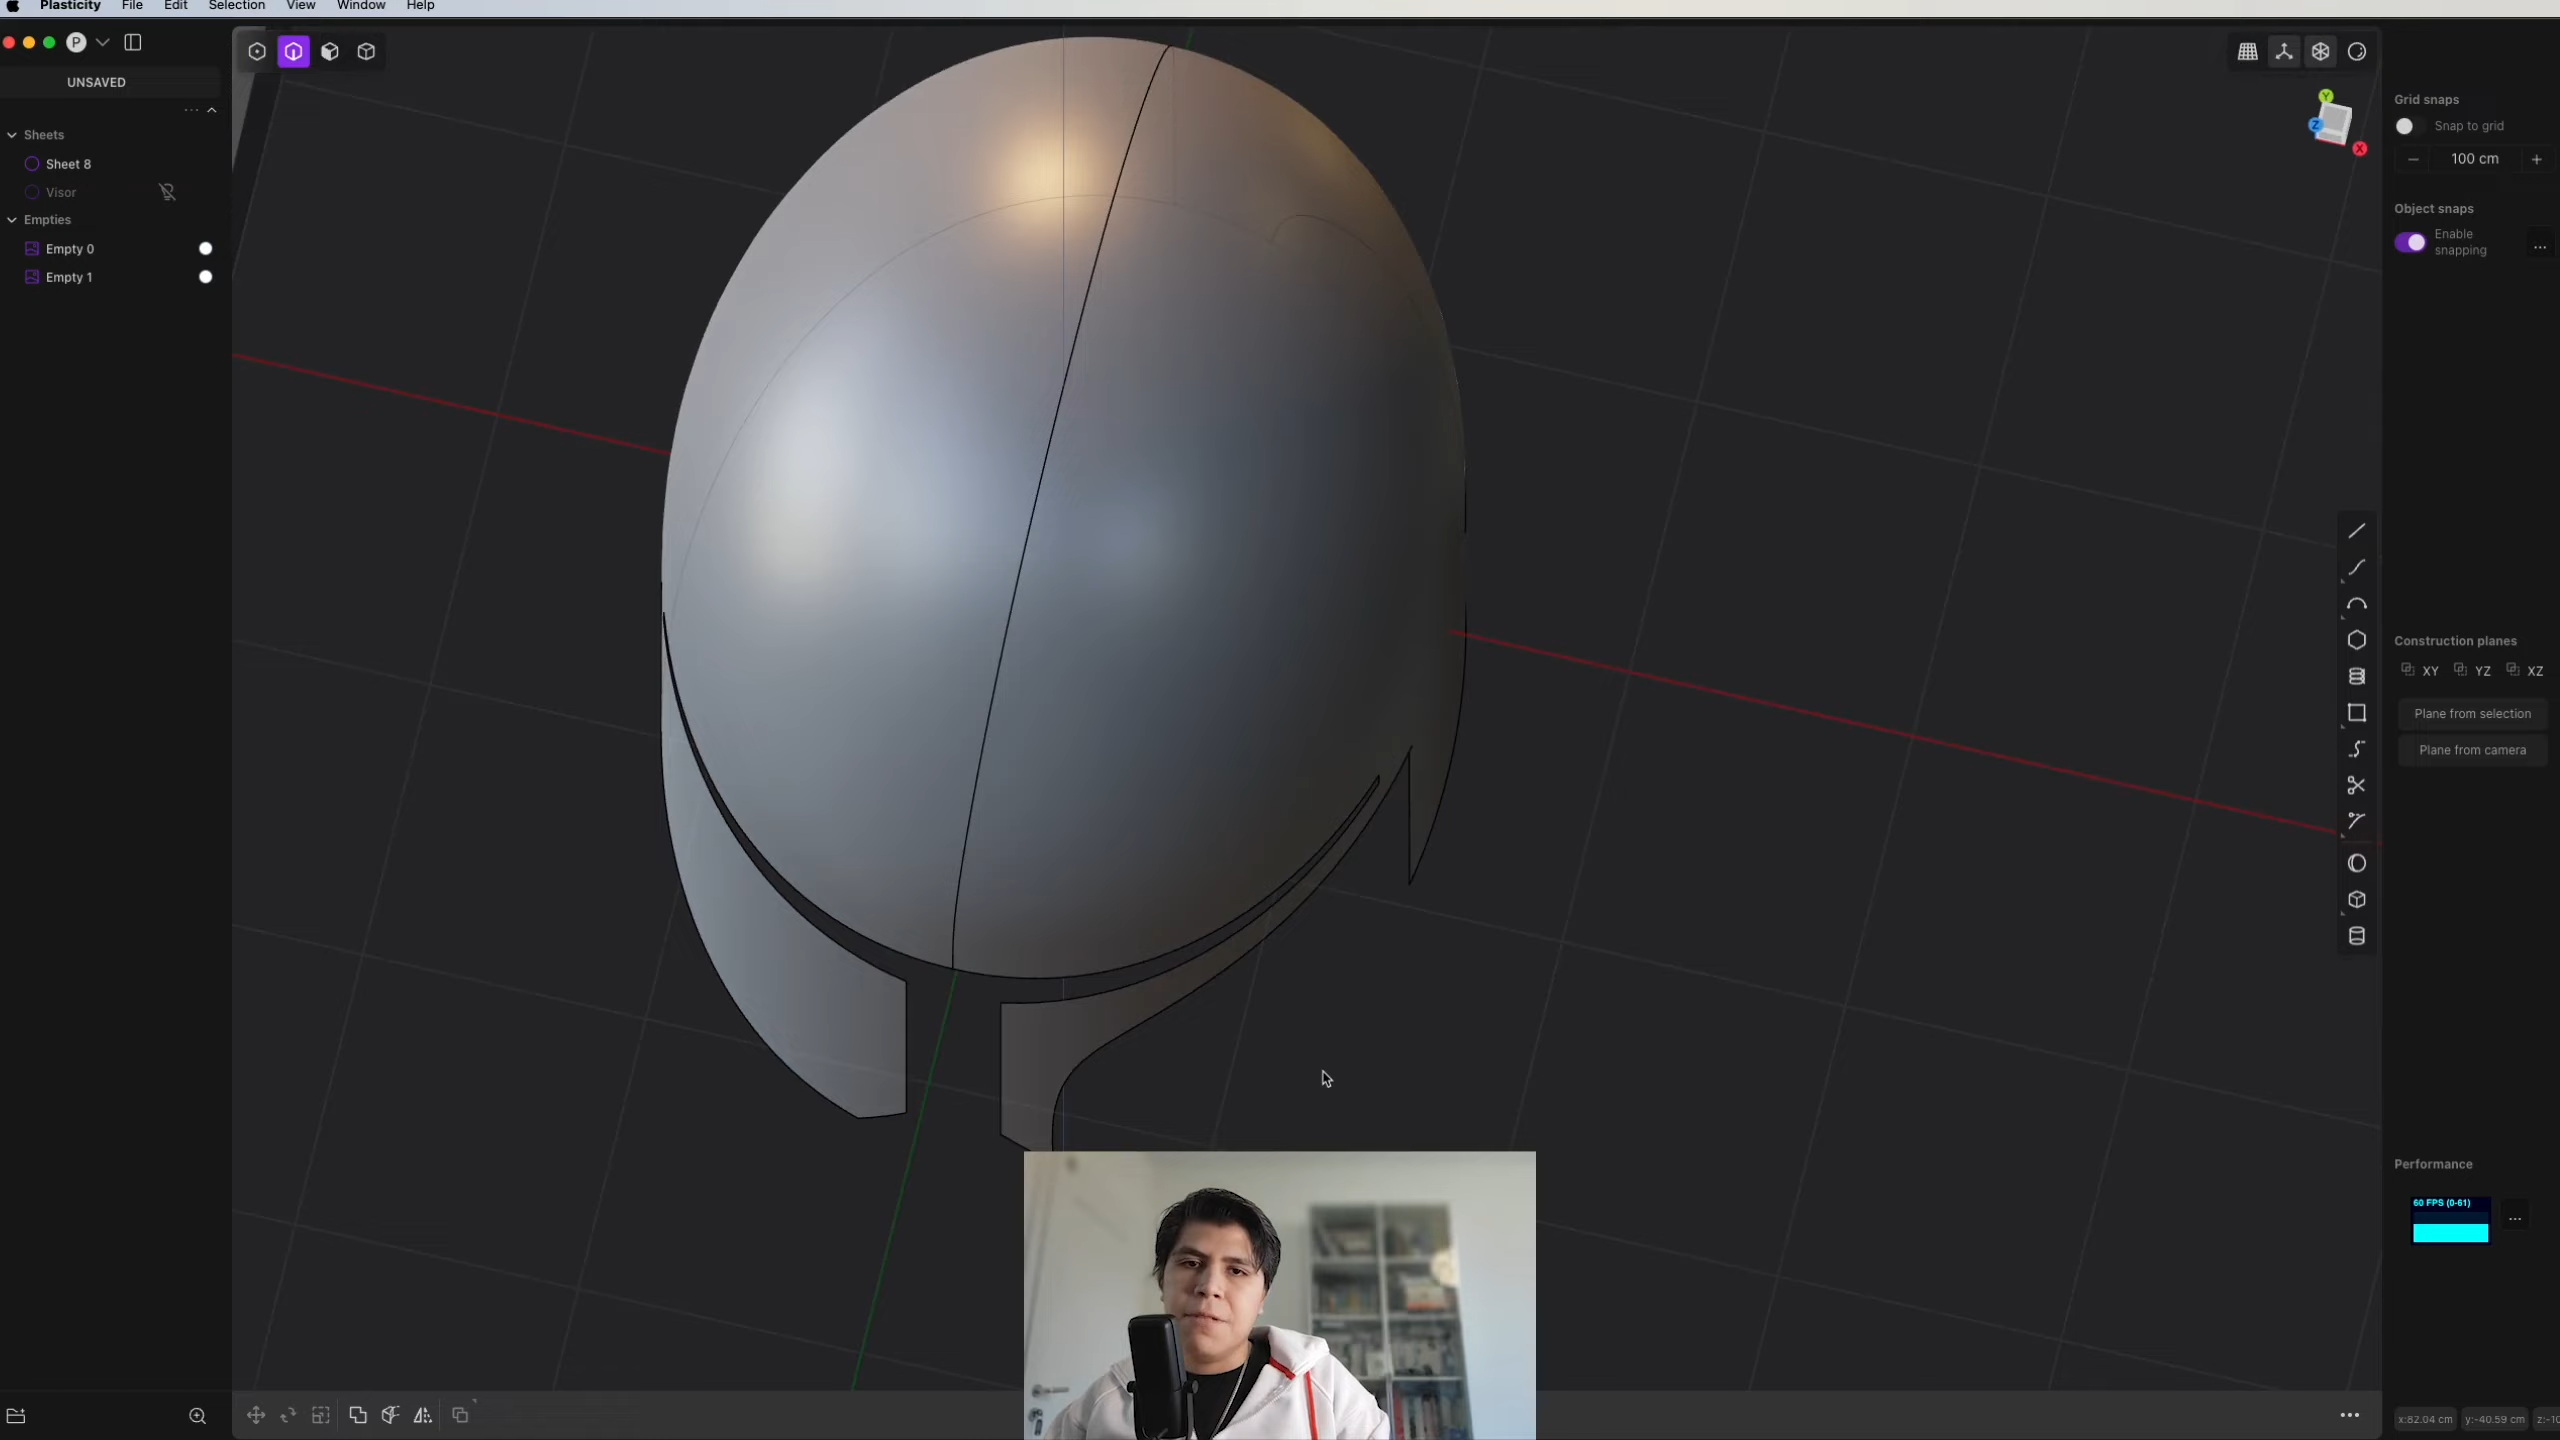 Plasticity File Edit Selection View Window Help
P
UNSAVED
Sheets
Sheet 8
Visor
Empties
Empty 0
Empty 1
Y
Z
X
Grid snaps
Snap to grid
100 cm
Object snaps
Enable
snapping
Construction planes
XY YZ XZ
Plane from selection
Plane from camera
Performance
60 FPS (0-61)
x:82.04 cm y:-40.59 cm z:-10